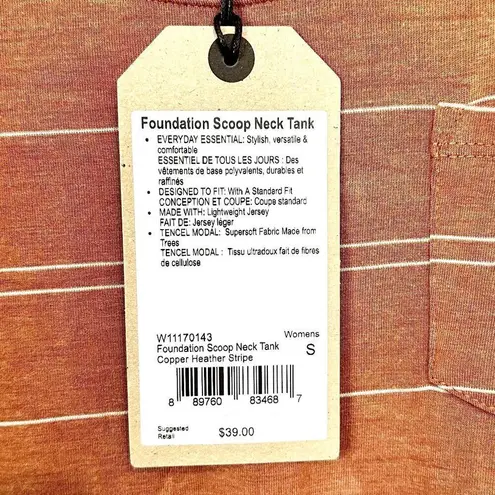 Foundation Scoop Neck Tank
• EVERYDAY ESSENTIAL: Stylish, versatile &
comfortable
ESSENTIEL DE TOUS LES JOURS : Des
vêtements de base polyvalents, durables et
raffinés
• DESIGNED TO FIT: With A Standard Fit
CONCEPTION ET COUPE: Coupe standard
• MADE WITH: Lightweight Jersey
FAIT DE: Jersey léger
• TENCEL MODAL: Supersoft Fabric Made from
Trees
TENCEL MODAL : Tissu ultradoux fait de fibres
de cellulose
W11170143 Womens
Foundation Scoop Neck Tank S
Copper Heather Stripe
8 89760 83468 7
Suggested
Retail $39.00